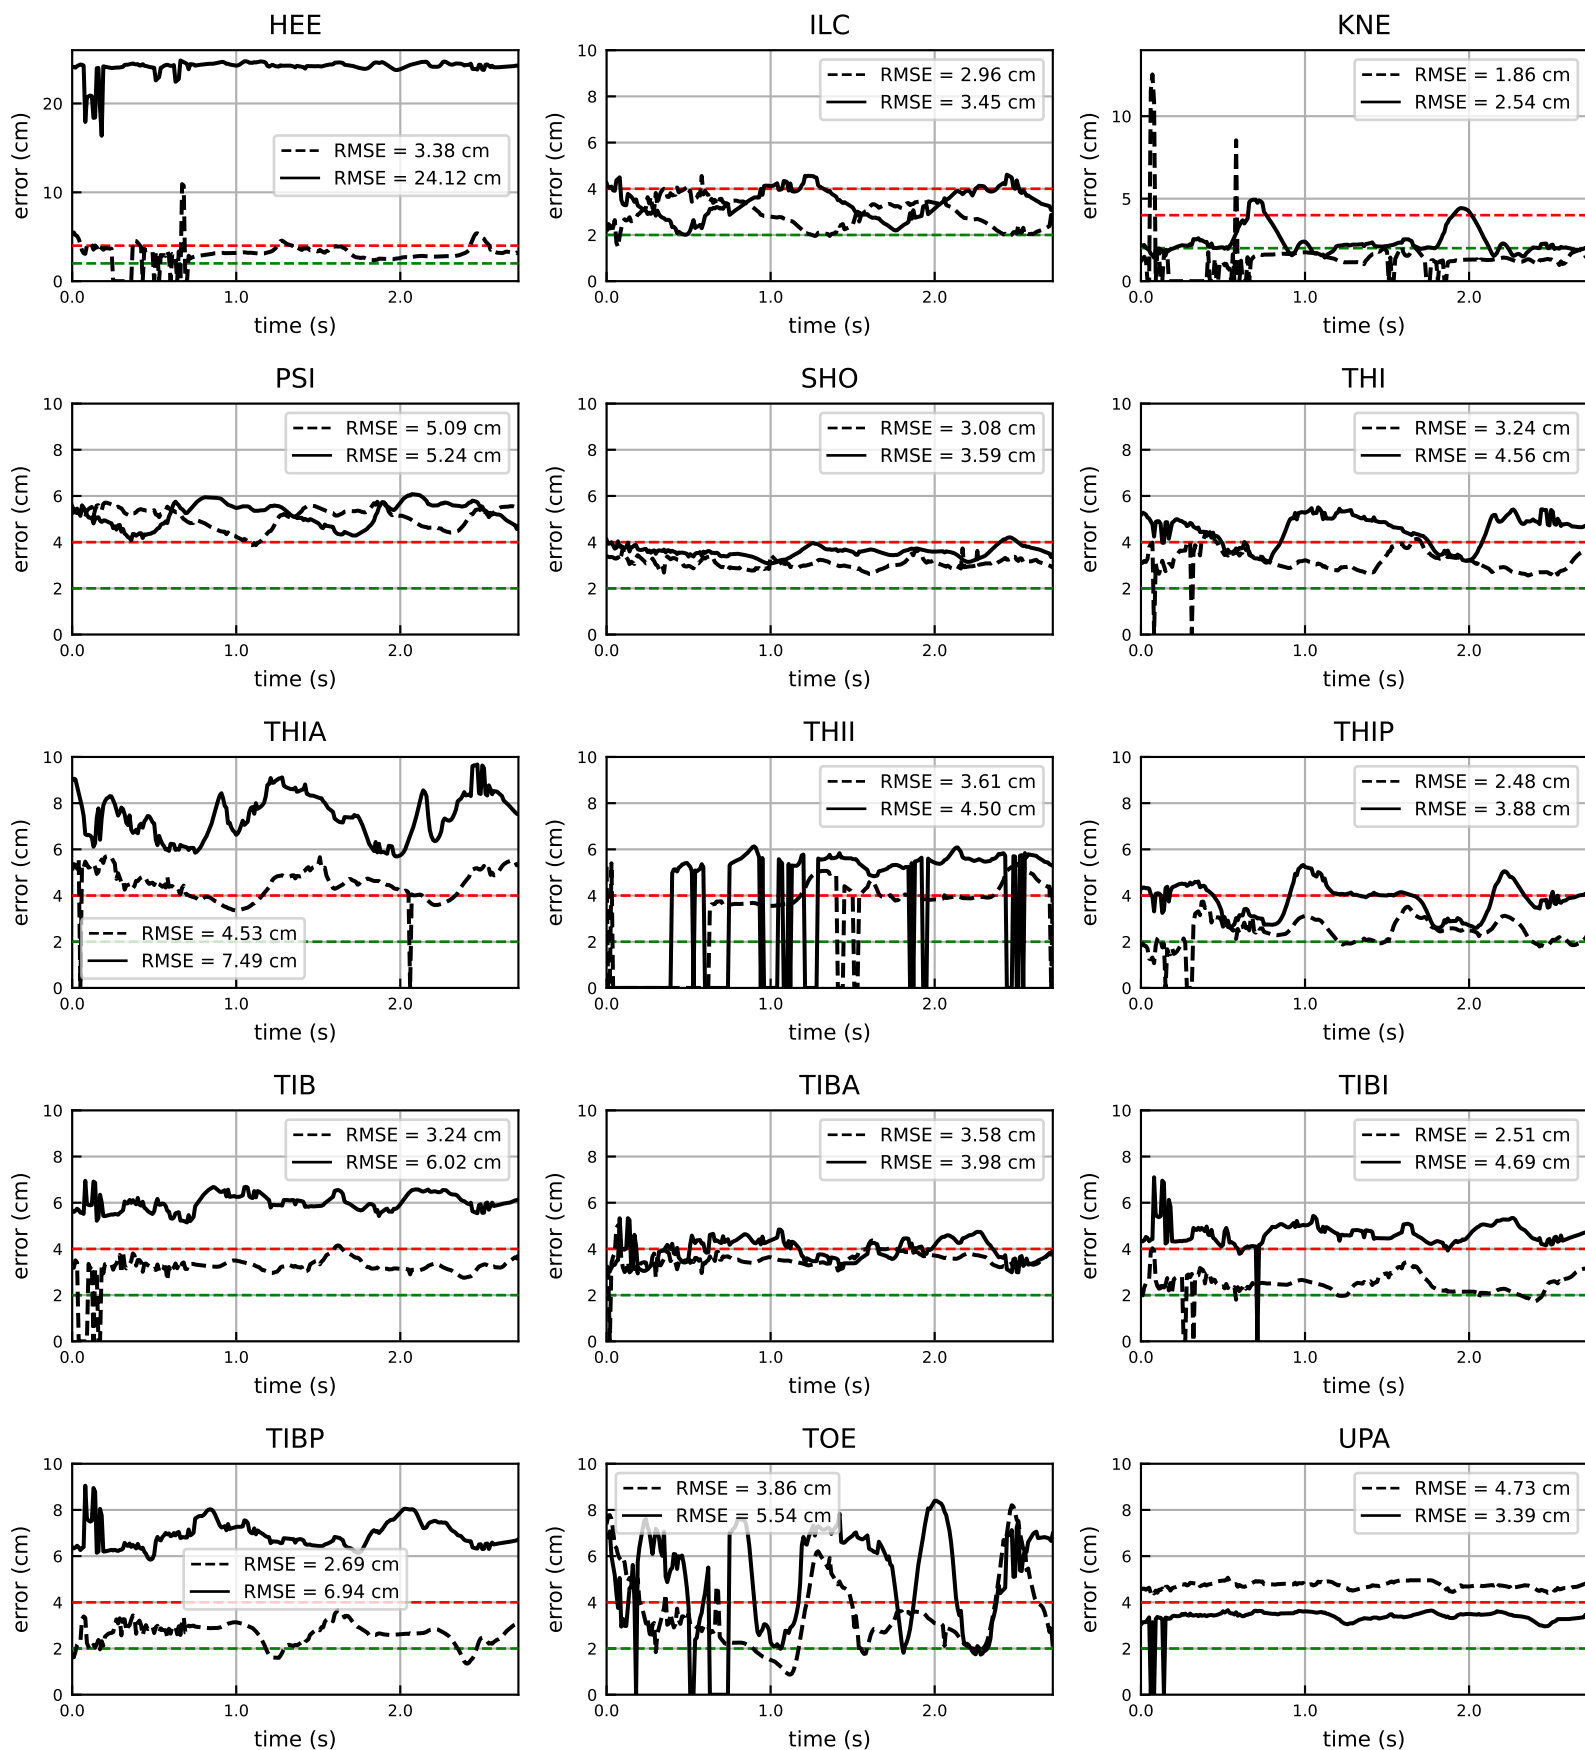 HEE
error (cm)
20
10
0
RMSE = 3.38 cm
RMSE = 24.12 cm
0.0 1.0 2.0
time (s)
ILC
error (cm)
10
8
6
4
2
0
RMSE = 2.96 cm
RMSE = 3.45 cm
0.0 1.0 2.0
time (s)
KNE
error (cm)
10
5
0
RMSE = 1.86 cm
RMSE = 2.54 cm
0.0 1.0 2.0
time (s)
PSI
error (cm)
10
8
6
4
2
0
RMSE = 5.09 cm
RMSE = 5.24 cm
0.0 1.0 2.0
time (s)
SHO
error (cm)
10
8
6
4
2
0
RMSE = 3.08 cm
RMSE = 3.59 cm
0.0 1.0 2.0
time (s)
THI
error (cm)
10
8
6
4
2
0
RMSE = 3.24 cm
RMSE = 4.56 cm
0.0 1.0 2.0
time (s)
THIA
error (cm)
10
8
6
4
2
0
RMSE = 4.53 cm
RMSE = 7.49 cm
0.0 1.0 2.0
time (s)
THII
error (cm)
10
8
6
4
2
0
RMSE = 3.61 cm
RMSE = 4.50 cm
0.0 1.0 2.0
time (s)
THIP
error (cm)
10
8
6
4
2
0
RMSE = 2.48 cm
RMSE = 3.88 cm
0.0 1.0 2.0
time (s)
TIB
error (cm)
10
8
6
4
2
0
RMSE = 3.24 cm
RMSE = 6.02 cm
0.0 1.0 2.0
time (s)
TIBA
error (cm)
10
8
6
4
2
0
RMSE = 3.58 cm
RMSE = 3.98 cm
0.0 1.0 2.0
time (s)
TIBI
error (cm)
10
8
6
4
2
0
RMSE = 2.51 cm
RMSE = 4.69 cm
0.0 1.0 2.0
time (s)
TIBP
error (cm)
10
8
6
4
2
0
RMSE = 2.69 cm
RMSE = 6.94 cm
0.0 1.0 2.0
time (s)
TOE
error (cm)
10
8
6
4
2
0
RMSE = 3.86 cm
RMSE = 5.54 cm
0.0 1.0 2.0
time (s)
UPA
error (cm)
10
8
6
4
2
0
RMSE = 4.73 cm
RMSE = 3.39 cm
0.0 1.0 2.0
time (s)